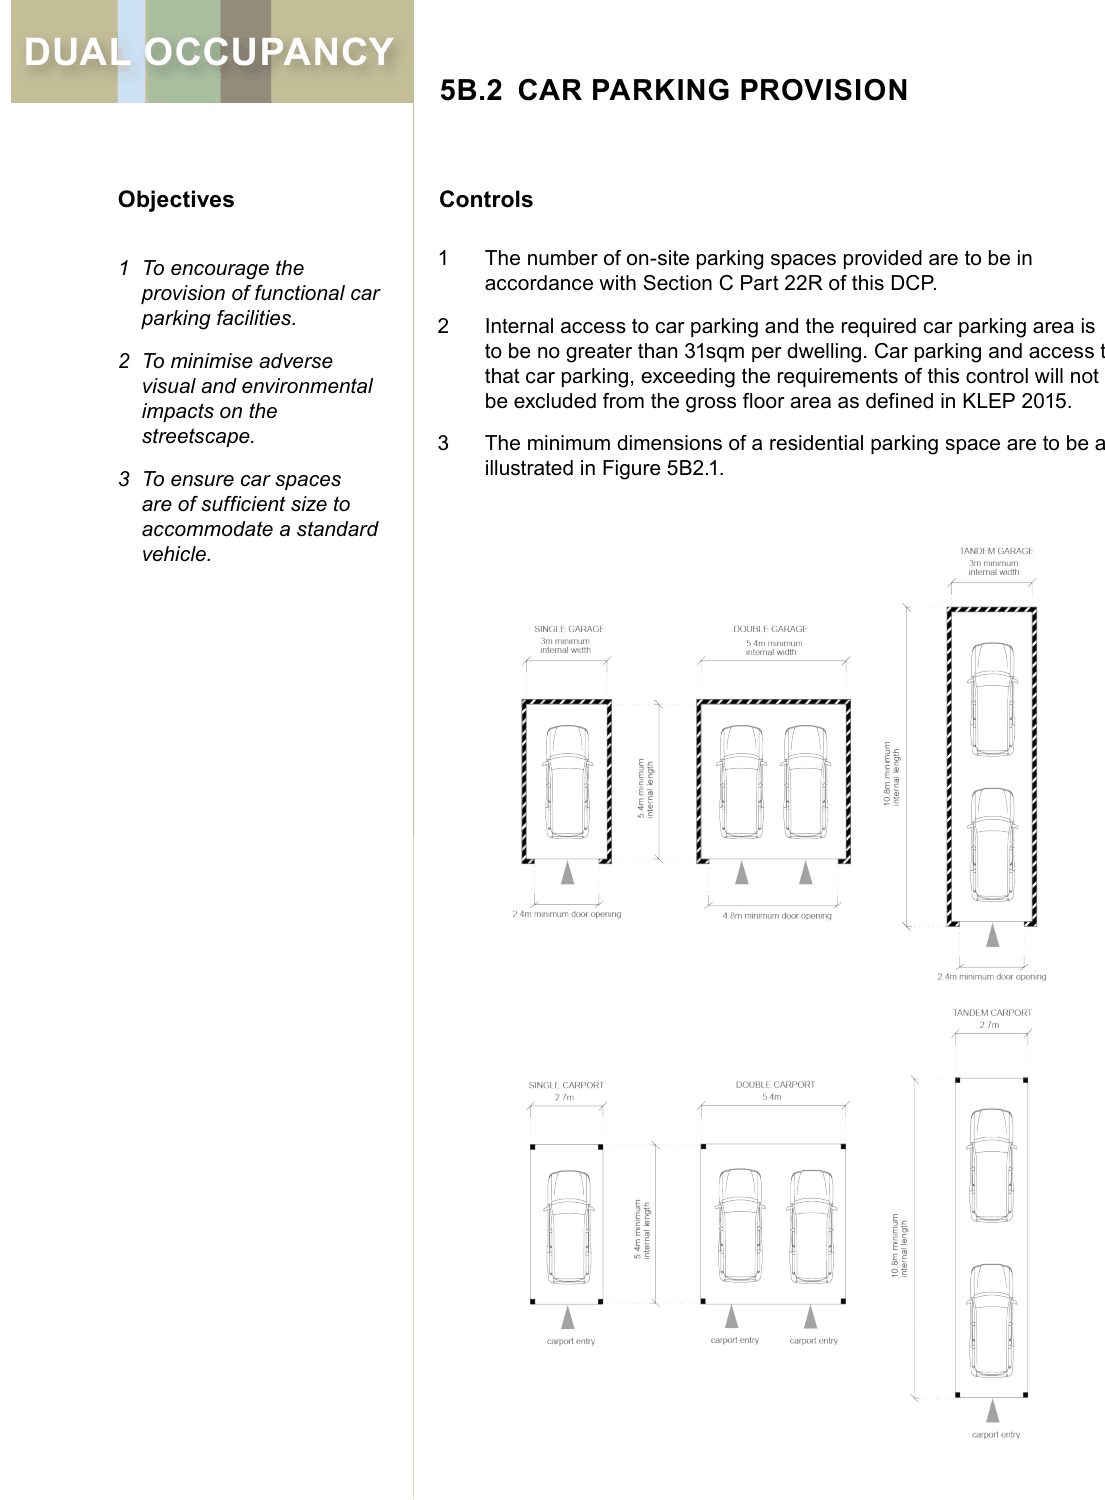 DUAL OCCUPANCY
5B.2 CAR PARKING PROVISION
Objectives
1 To encourage the
provision of functional car
parking facilities.
2 To minimise adverse
visual and environmental
impacts on the
streetscape.
3 To ensure car spaces
are of sufficient size to
accommodate a standard
vehicle.
Controls
1 The number of on-site parking spaces provided are to be in
accordance with Section C Part 22R of this DCP.
2 Internal access to car parking and the required car parking area is
to be no greater than 31sqm per dwelling. Car parking and access t
that car parking, exceeding the requirements of this control will not
be excluded from the gross floor area as defined in KLEP 2015.
3 The minimum dimensions of a residential parking space are to be a
illustrated in Figure 5B2.1.
SINGLE GARAGE
3m minimum
internal width
5.4m minimum
internal length
2.4m minimum door opening
DOUBLE GARAGE
5.4m minimum
internal width
4.8m minimum door opening
TANDEM GARAGE
3m minimum
internal width
10.8m minimum
internal length
2.4m minimum door opening
SINGLE CARPORT
2.7m
5.4m minimum
internal length
carport entry
DOUBLE CARPORT
5.4m
carport entry
carport entry
TANDEM CARPORT
2.7m
10.8m minimum
internal length
carport entry